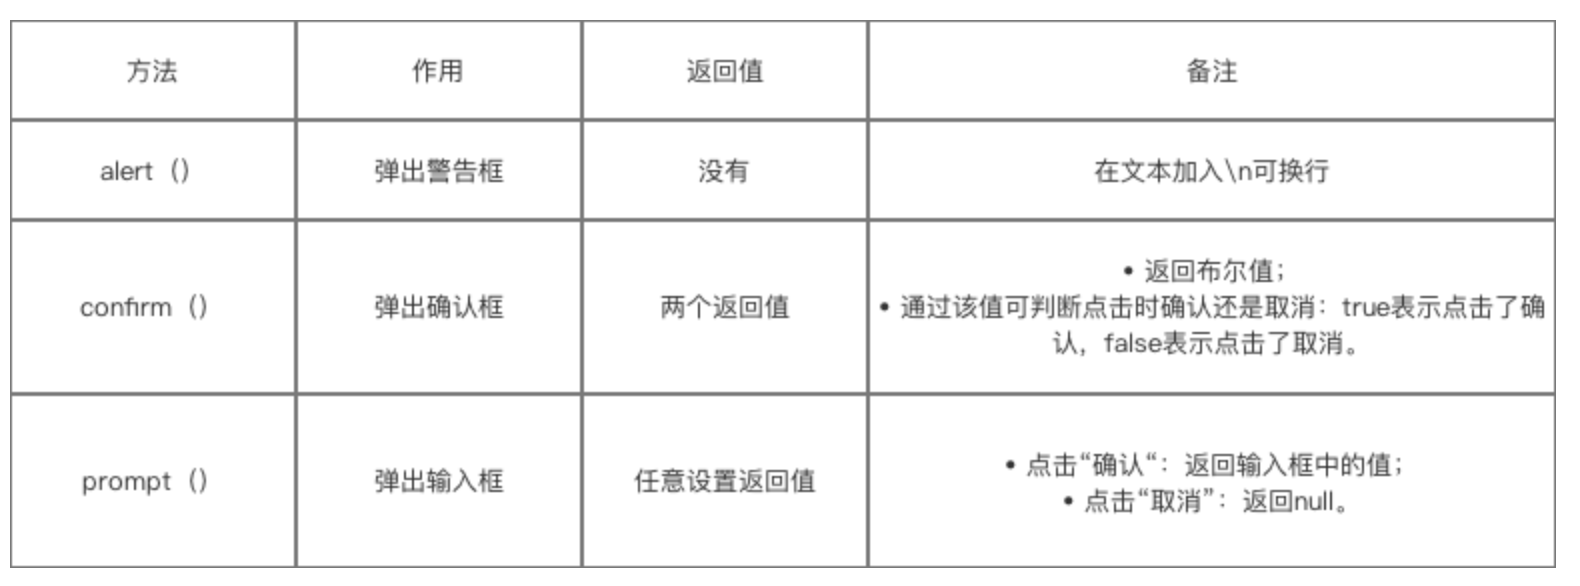 方法 作用 返回值 备注
alert（） 弹出警告框 没有 在文本加入\n可换行
confirm（） 弹出确认框 两个返回值
• 返回布尔值；
• 通过该值可判断点击时确认还是取消：true表示点击了确
认，false表示点击了取消。
prompt（） 弹出输入框 任意设置返回值
• 点击“确认“：返回输入框中的值；
• 点击“取消”：返回null。